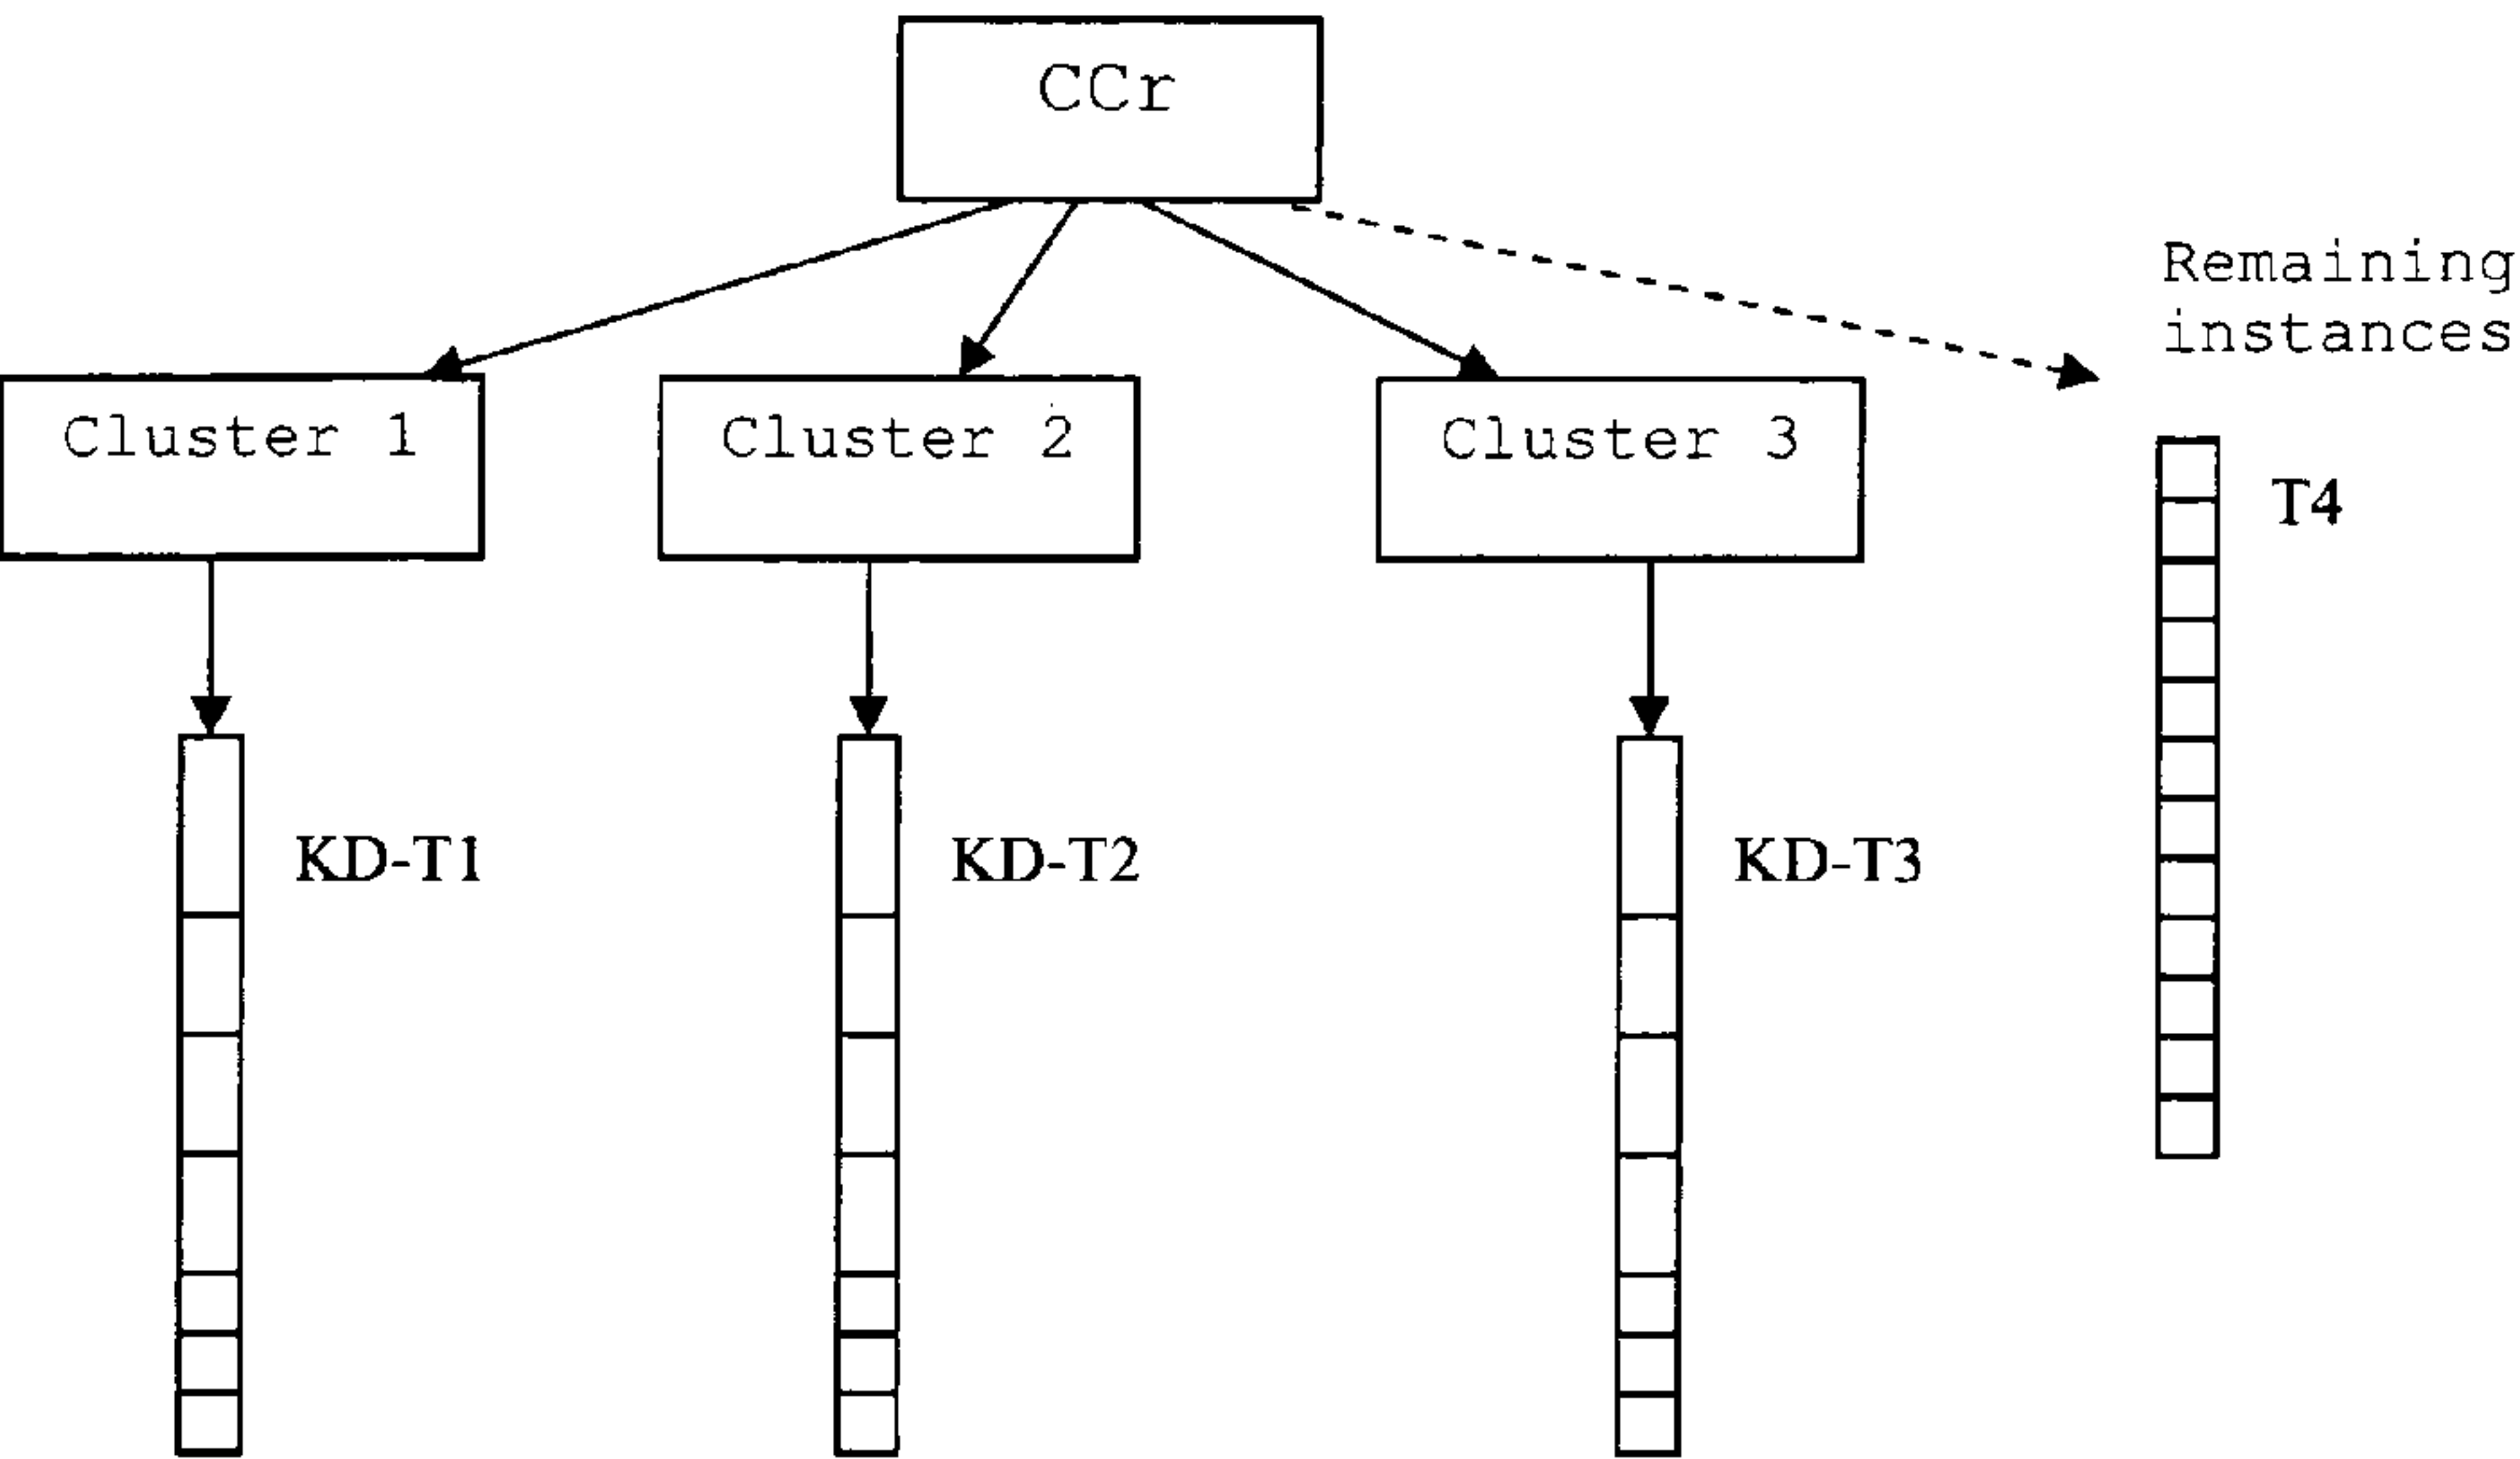 CCr
Remaining
instances
Cluster 1
Cluster 2
Cluster 3
T4
KD-T1
KD-T2
KD-T3